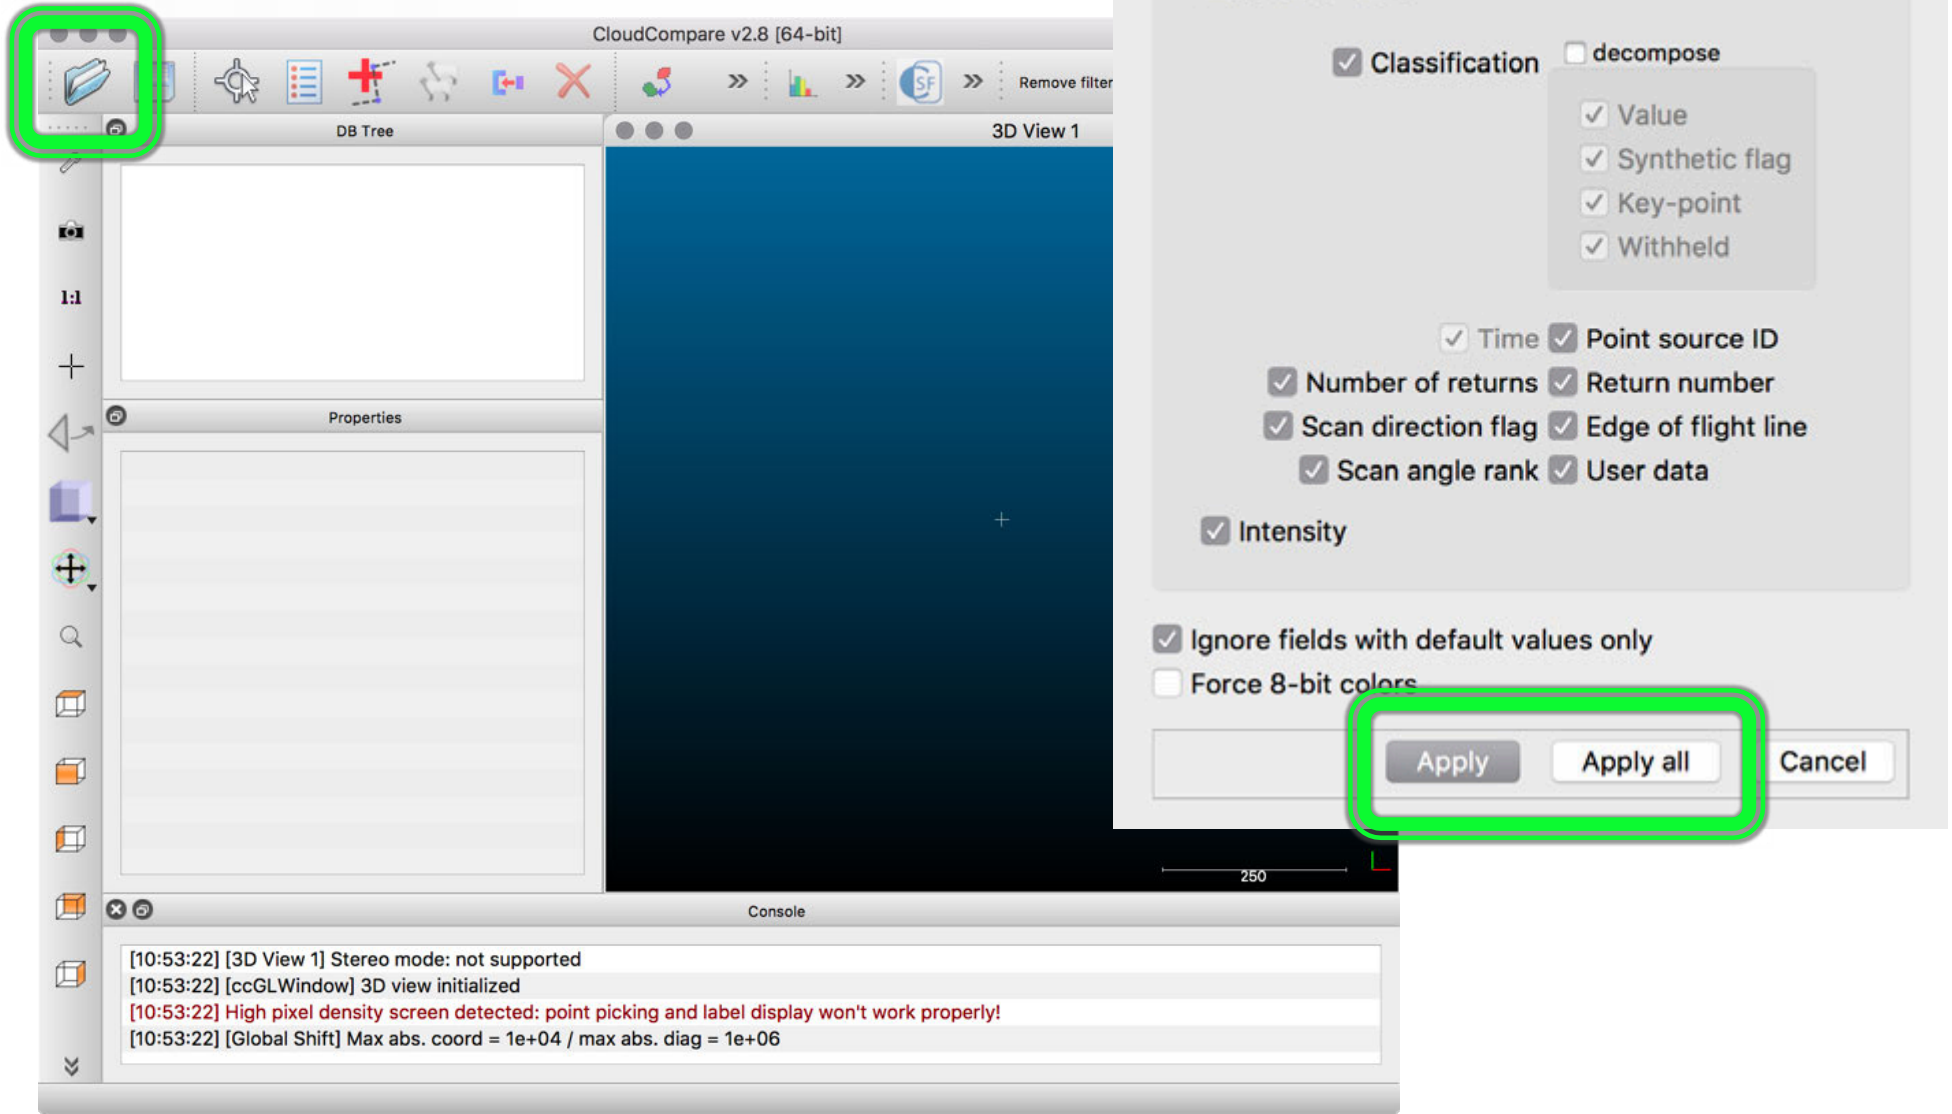 CloudCompare v2.8 [64-bit]
SF
Remove filter
DB Tree
3D View 1
1:1
Properties
250
Console
[10:53:22] [3D View 1] Stereo mode: not supported
[10:53:22] [ccGLWindow] 3D view initialized
[10:53:22] High pixel density screen detected: point picking and label display won't work properly!
[10:53:22] [Global Shift] Max abs. coord = 1e+04 / max abs. diag = 1e+06
Classification
decompose
Value
Synthetic flag
Key-point
Withheld
Time
Point source ID
Number of returns
Return number
Scan direction flag
Edge of flight line
Scan angle rank
User data
Intensity
Ignore fields with default values only
Force 8-bit colors
Apply
Apply all
Cancel